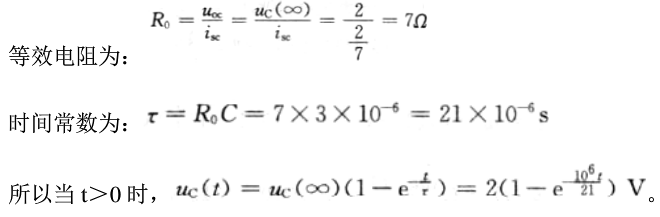 等效电阻为： R₀ = u_oc / i_sc = u_C(∞) / i_sc = 2 / (2/7) = 7Ω
时间常数为： τ = R₀C = 7 × 3 × 10⁻⁶ = 21 × 10⁻⁶ s
所以当 t＞0 时， u_C(t) = u_C(∞)(1 − e^(−t/τ)) = 2(1 − e^(−10⁶t/21)) V。